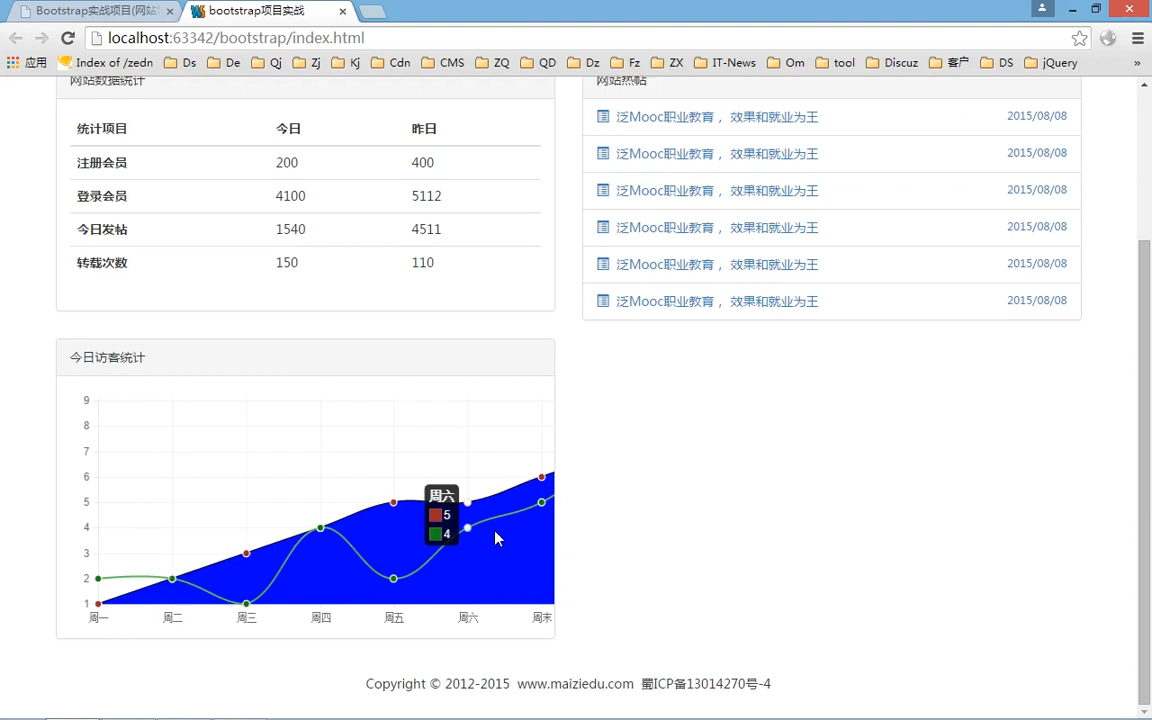 Bootstrap实战项目(网站
bootstrap项目实战
localhost:63342/bootstrap/index.html
应用 Index of /zedn Ds De Qj Zj Kj Cdn CMS ZQ QD Dz Fz ZX IT-News Om tool Discuz 客户 DS GJ jQuery »
网站数据统计
统计项目 今日 昨日
注册会员 200 400
登录会员 4100 5112
今日发帖 1540 4511
转载次数 150 110
网站热帖
泛Mooc职业教育，效果和就业为王 2015/08/08
泛Mooc职业教育，效果和就业为王 2015/08/08
泛Mooc职业教育，效果和就业为王 2015/08/08
泛Mooc职业教育，效果和就业为王 2015/08/08
泛Mooc职业教育，效果和就业为王 2015/08/08
泛Mooc职业教育，效果和就业为王 2015/08/08
今日访客统计
9
8
7
6
5
4
3
2
1
周六
5
4
周一 周二 周三 周四 周五 周六 周末
Copyright © 2012-2015 www.maiziedu.com 蜀ICP备13014270号-4